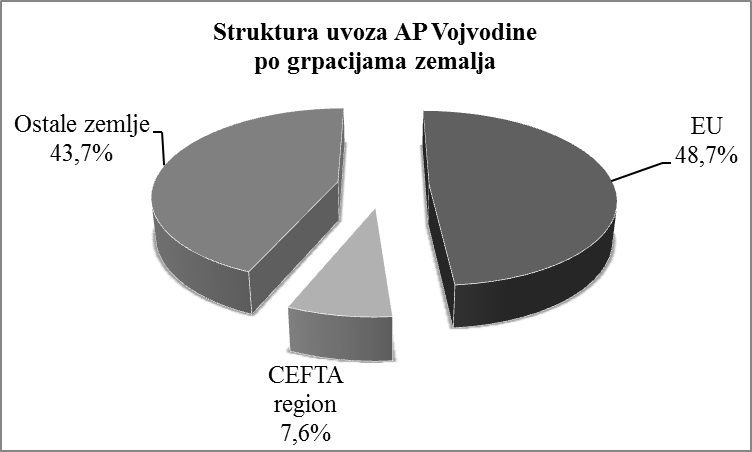 Struktura uvoza AP Vojvodine
po grpacijama zemalja
Ostale zemlje
43,7%
EU
48,7%
CEFTA
region
7,6%